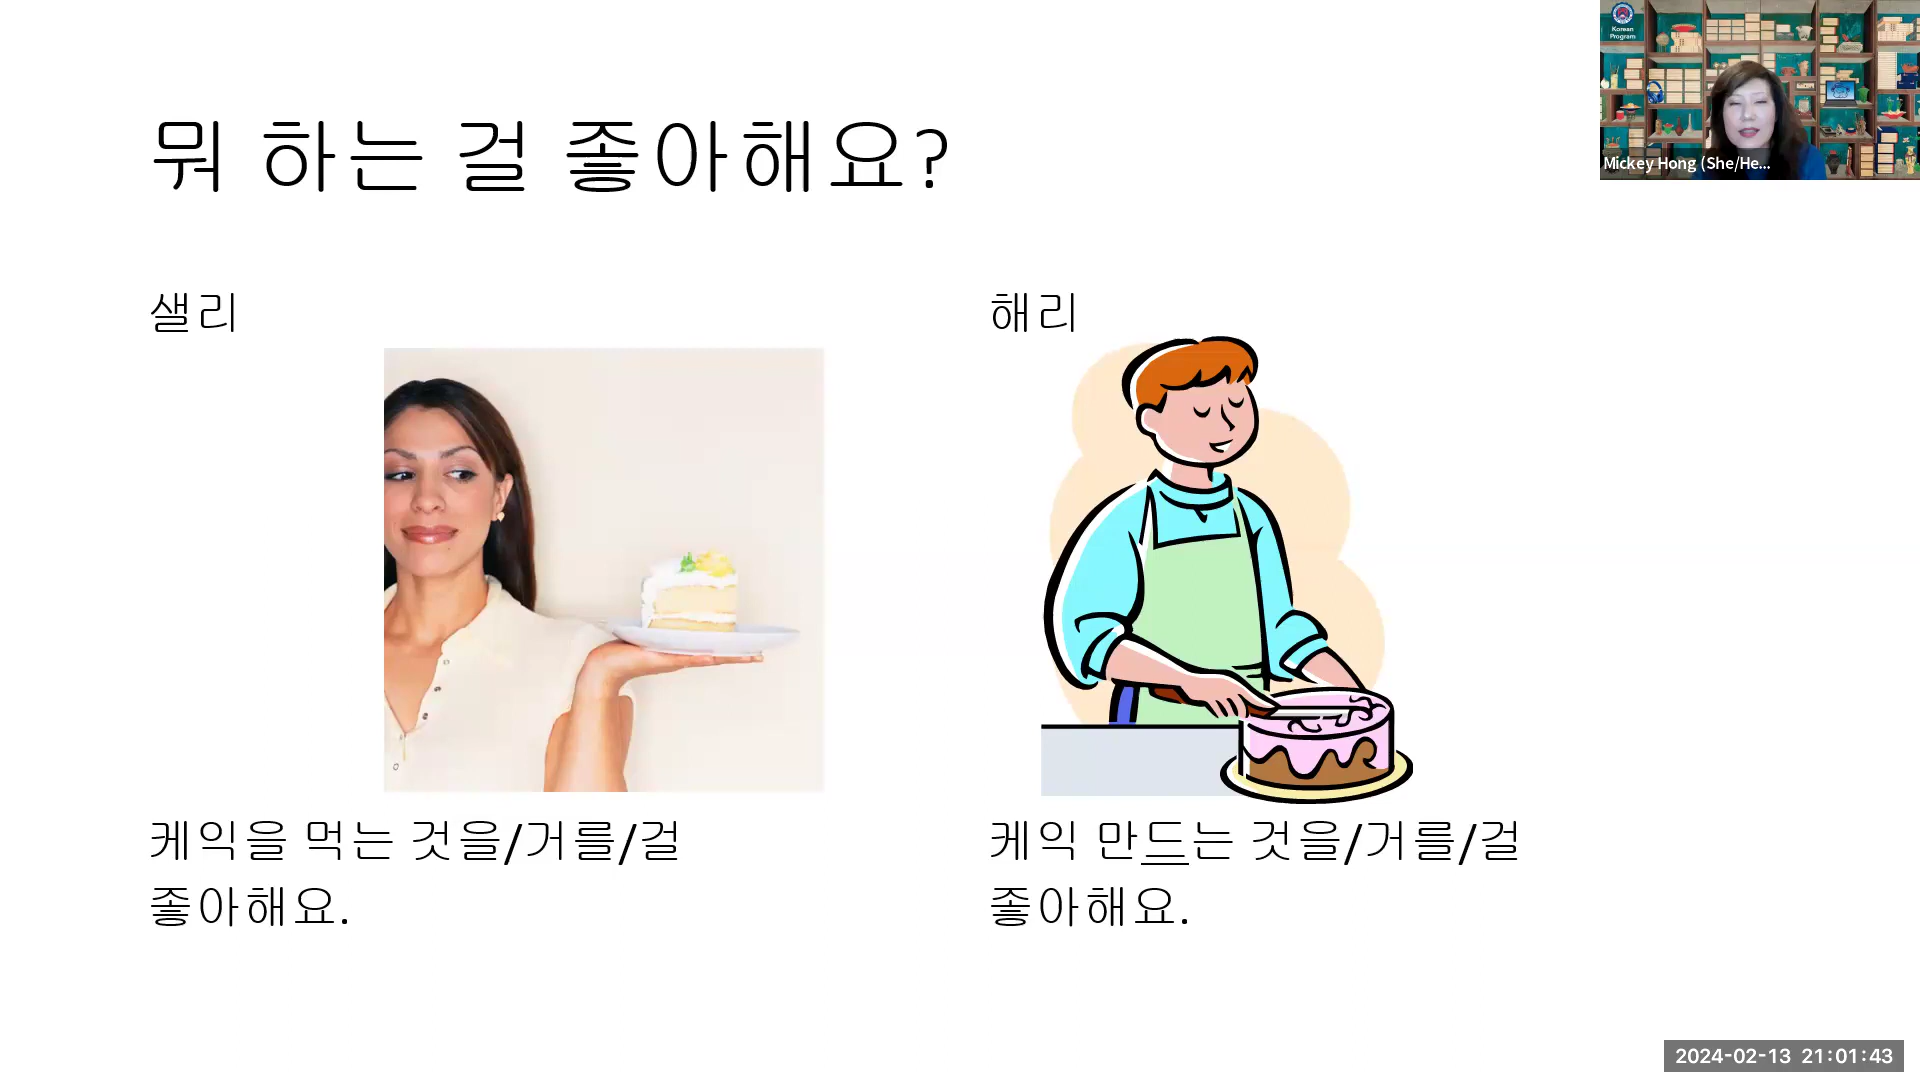 Korean
Program
Mickey Hong (She/He...
뭐 하는 걸 좋아해요?
샐리
해리
케익을 먹는 것을/거를/걸
좋아해요.
케익 만드는 것을/거를/걸
좋아해요.
2024-02-13 21:01:43